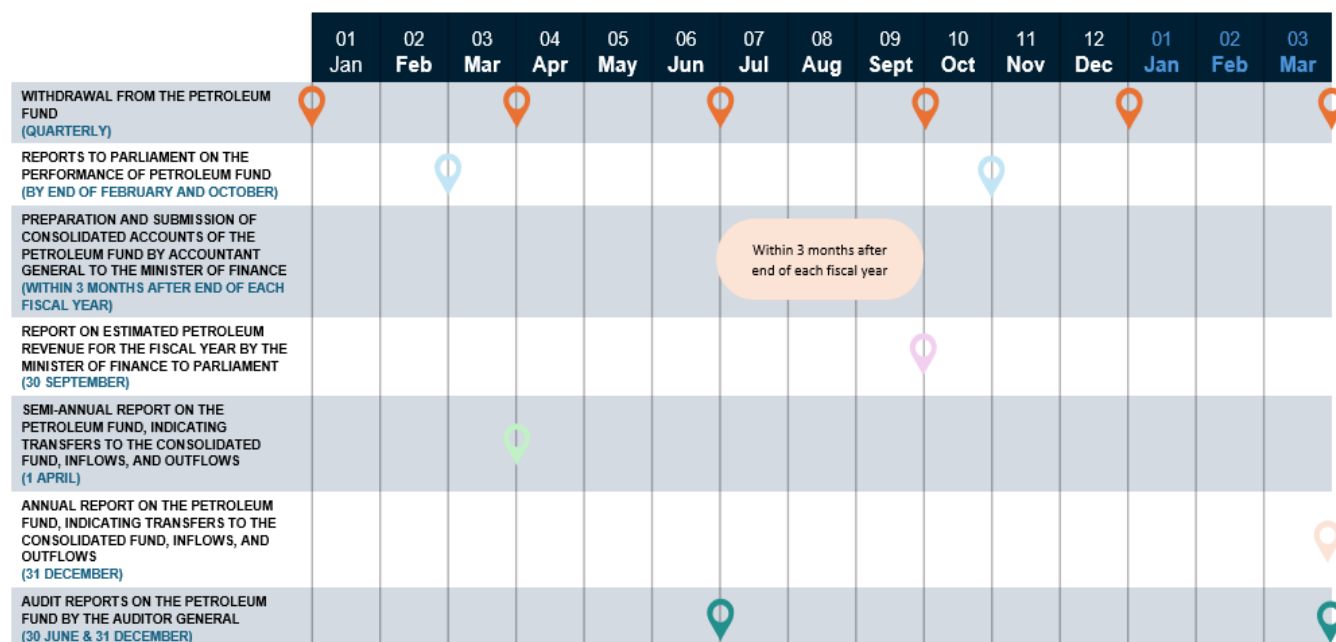 01 02 03 04 05 06 07 08 09 10 11 12 01 02 03
Jan Feb Mar Apr May Jun Jul Aug Sept Oct Nov Dec Jan Feb Mar
WITHDRAWAL FROM THE PETROLEUM
FUND
(QUARTERLY)
REPORTS TO PARLIAMENT ON THE
PERFORMANCE OF PETROLEUM FUND
(BY END OF FEBRUARY AND OCTOBER)
PREPARATION AND SUBMISSION OF
CONSOLIDATED ACCOUNTS OF THE
PETROLEUM FUND BY ACCOUNTANT
GENERAL TO THE MINISTER OF FINANCE
(WITHIN 3 MONTHS AFTER END OF EACH
FISCAL YEAR)
Within 3 months after
end of each fiscal year
REPORT ON ESTIMATED PETROLEUM
REVENUE FOR THE FISCAL YEAR BY THE
MINISTER OF FINANCE TO PARLIAMENT
(30 SEPTEMBER)
SEMI-ANNUAL REPORT ON THE
PETROLEUM FUND, INDICATING
TRANSFERS TO THE CONSOLIDATED
FUND, INFLOWS, AND OUTFLOWS
(1 APRIL)
ANNUAL REPORT ON THE PETROLEUM
FUND, INDICATING TRANSFERS TO THE
CONSOLIDATED FUND, INFLOWS, AND
OUTFLOWS
(31 DECEMBER)
AUDIT REPORTS ON THE PETROLEUM
FUND BY THE AUDITOR GENERAL
(30 JUNE & 31 DECEMBER)